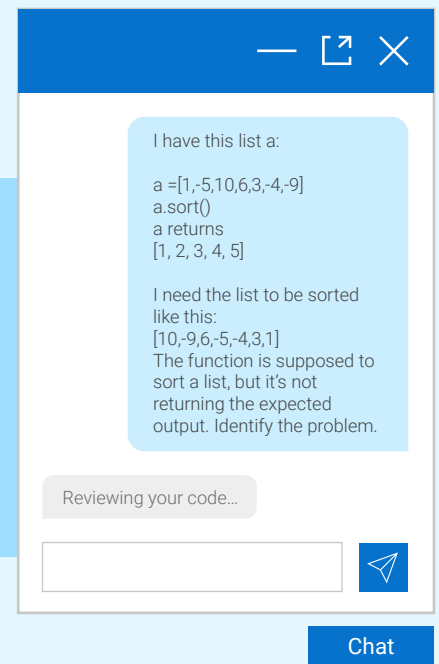 I have this list a:
a =[1,-5,10,6,3,-4,-9]
a.sort()
a returns
[1, 2, 3, 4, 5]
I need the list to be sorted
like this:
[10,-9,6,-5,-4,3,1]
The function is supposed to
sort a list, but it’s not
returning the expected
output. Identify the problem.
Reviewing your code…
Chat